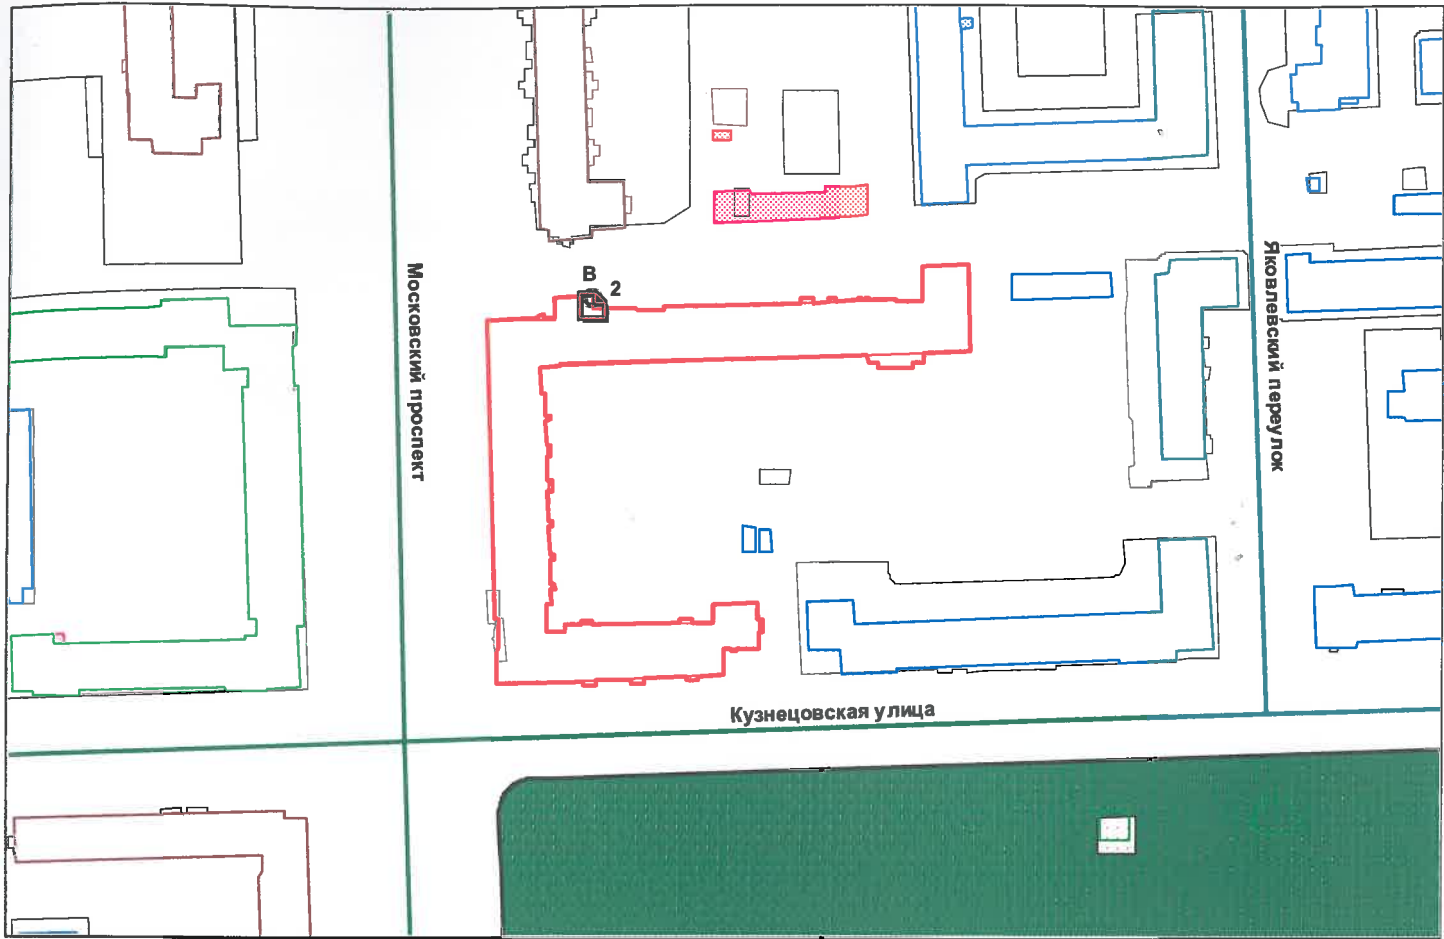 В
2
Московский проспект
Яковлевский переулок
Кузнецовская улица